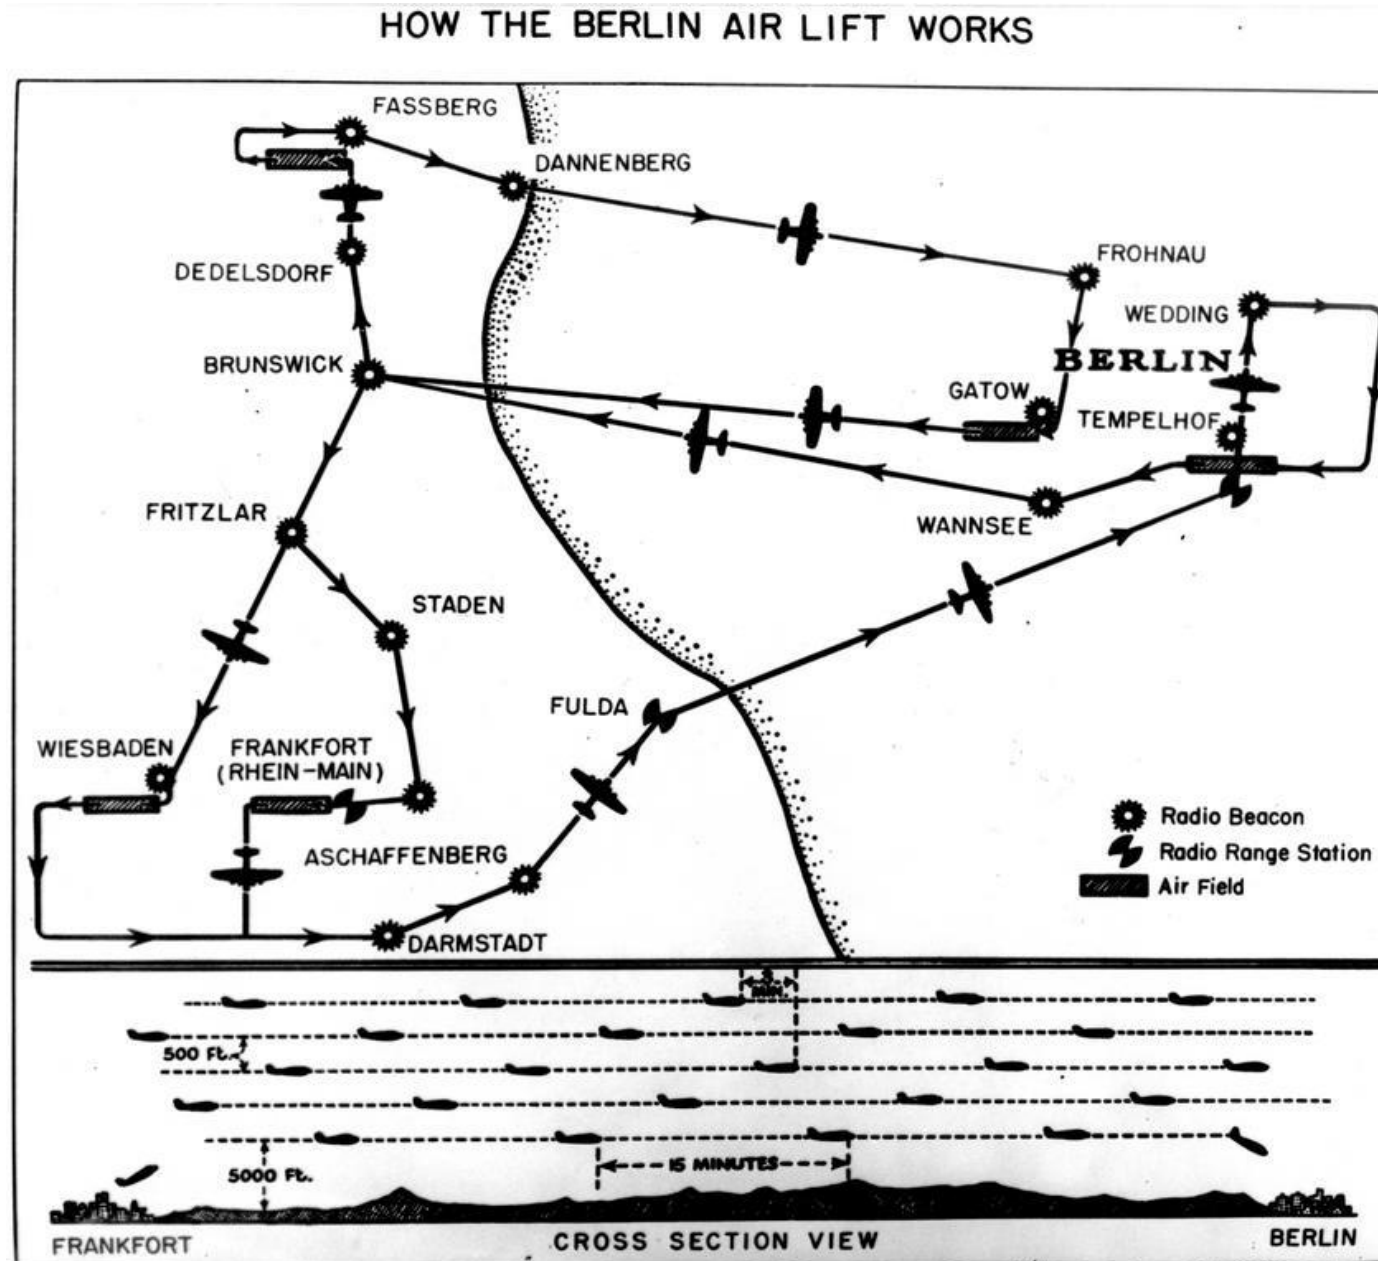 HOW THE BERLIN AIR LIFT WORKS
FASSBERG
DANNENBERG
DEDELSDORF
FROHNAU
WEDDING
BRUNSWICK
BERLIN
GATOW
TEMPELHOF
FRITZLAR
WANNSEE
STADEN
FULDA
WIESBADEN
FRANKFORT
(RHEIN-MAIN)
Radio Beacon
ASCHAFFENBERG
Radio Range Station
Air Field
DARMSTADT
3
MIN.
500 Ft.
15 MINUTES
5000 Ft.
FRANKFORT
CROSS SECTION VIEW
BERLIN